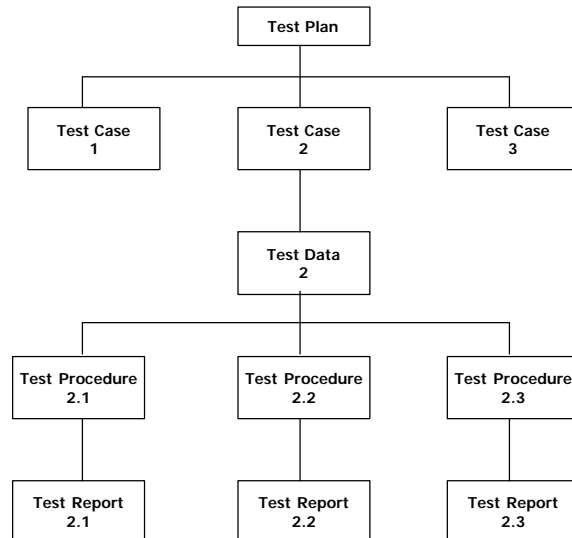 Test Plan
Test Case
1
Test Case
2
Test Case
3
Test Data
2
Test Procedure
2.1
Test Procedure
2.2
Test Procedure
2.3
Test Report
2.1
Test Report
2.2
Test Report
2.3